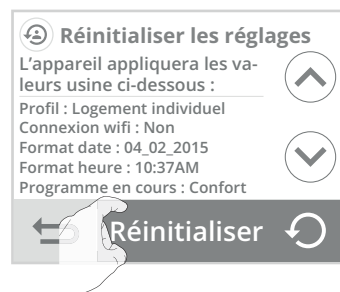 Réinitialiser les réglages
L'appareil appliquera les va-
leurs usine ci-dessous :
Profil : Logement individuel
Connexion wifi : Non
Format date : 04_02_2015
Format heure : 10:37AM
Programme en cours : Confort
Réinitialiser